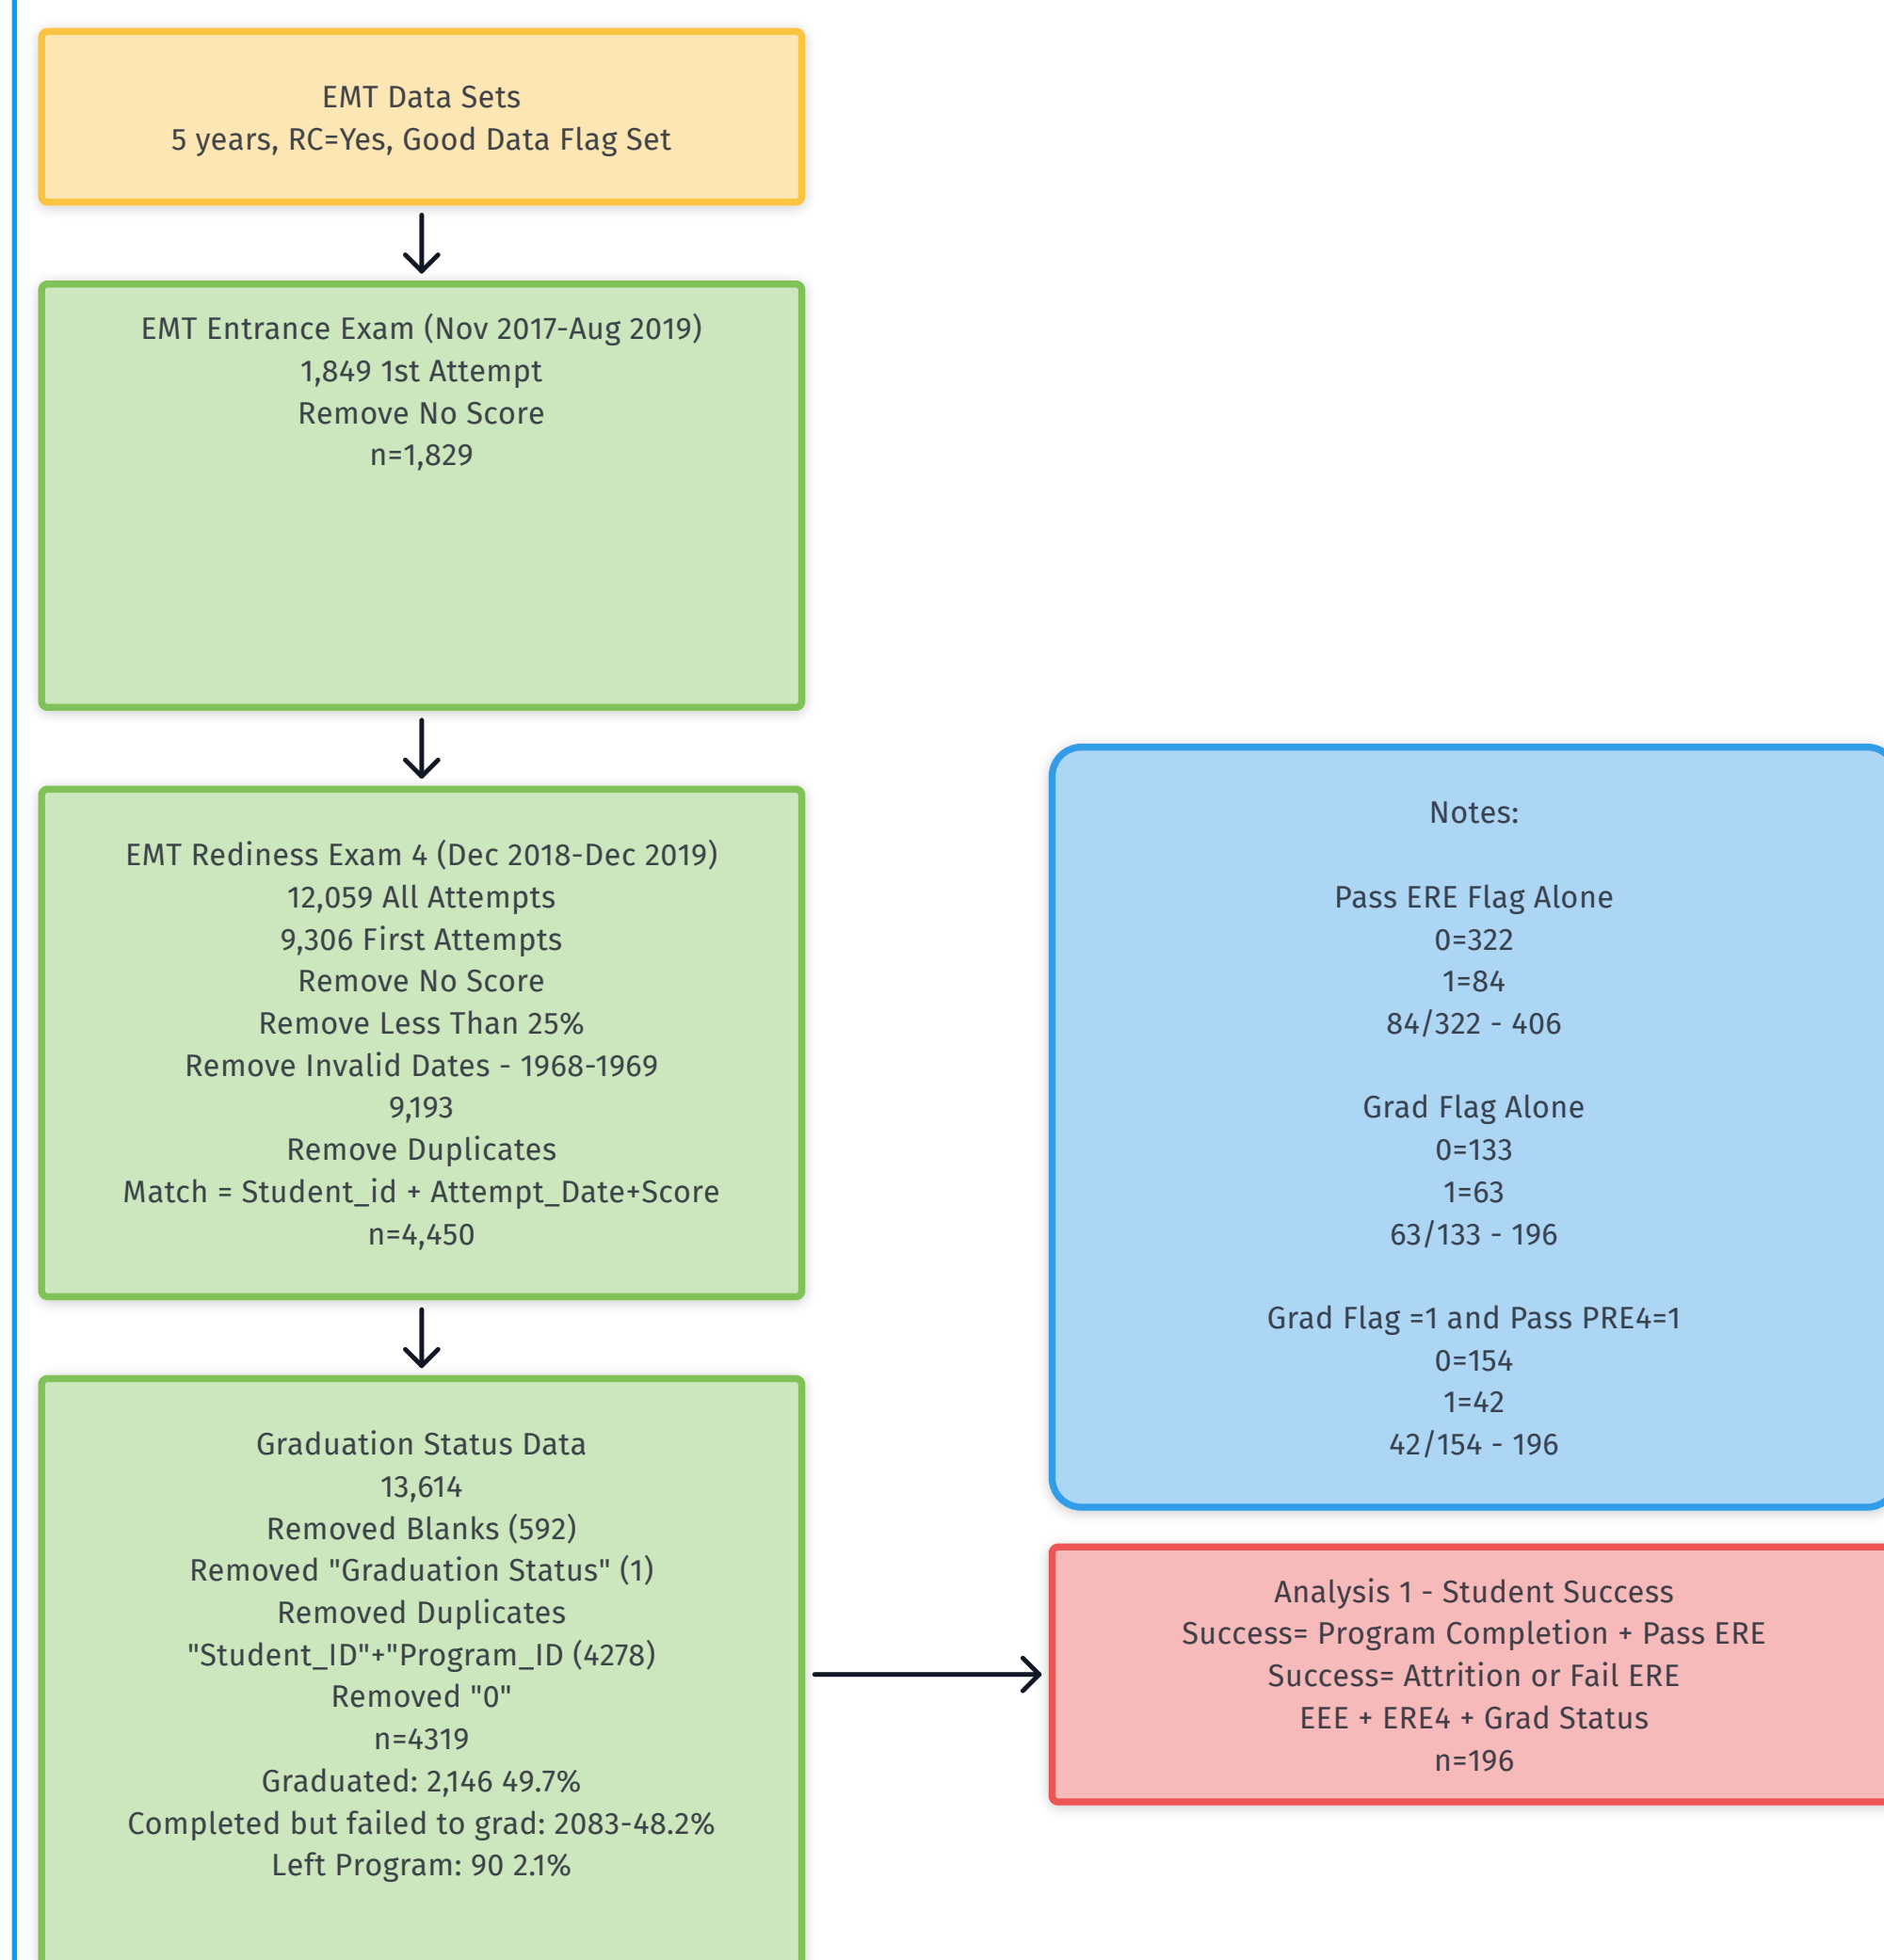 EMT Data Sets
5 years, RC=Yes, Good Data Flag Set
EMT Entrance Exam (Nov 2017-Aug 2019)
1,849 1st Attempt
Remove No Score
n=1,829
EMT Rediness Exam 4 (Dec 2018-Dec 2019)
12,059 All Attempts
9,306 First Attempts
Remove No Score
Remove Less Than 25%
Remove Invalid Dates - 1968-1969
9,193
Remove Duplicates
Match = Student_id + Attempt_Date+Score
n=4,450
Graduation Status Data
13,614
Removed Blanks (592)
Removed "Graduation Status" (1)
Removed Duplicates
"Student_ID"+"Program_ID (4278)
Removed "0"
n=4319
Graduated: 2,146 49.7%
Completed but failed to grad: 2083-48.2%
Left Program: 90 2.1%
Notes:
Pass ERE Flag Alone
0=322
1=84
84/322 - 406
Grad Flag Alone
0=133
1=63
63/133 - 196
Grad Flag =1 and Pass PRE4=1
0=154
1=42
42/154 - 196
Analysis 1 - Student Success
Success= Program Completion + Pass ERE
Success= Attrition or Fail ERE
EEE + ERE4 + Grad Status
n=196